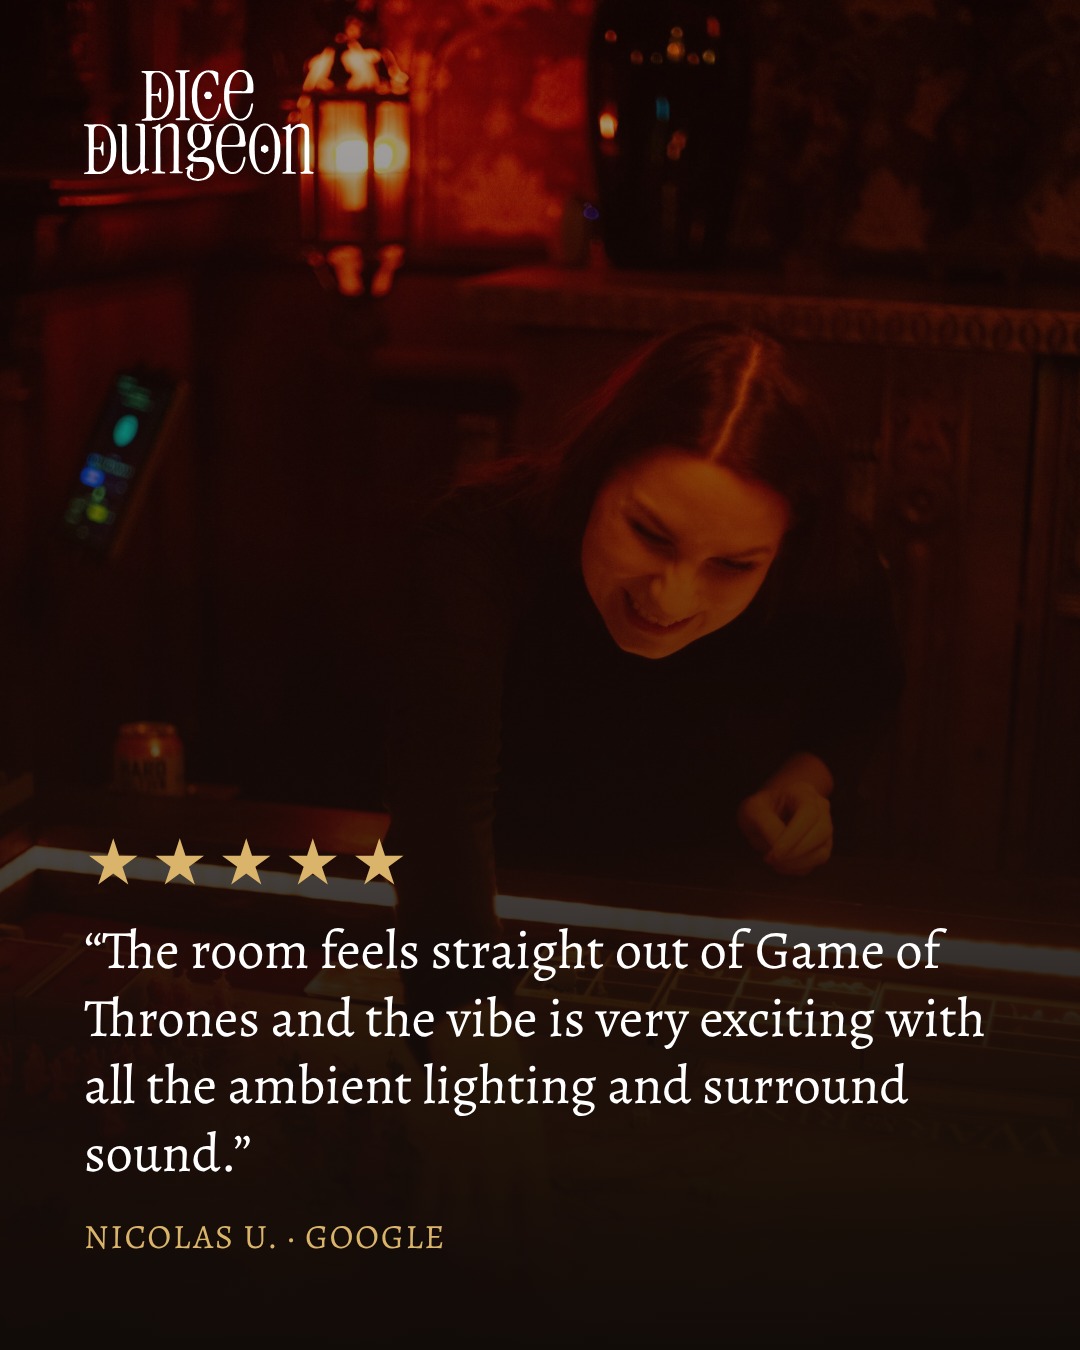 Dice
Dungeon
★★★★★
“The room feels straight out of Game of
Thrones and the vibe is very exciting with
all the ambient lighting and surround
sound.”
NICOLAS U. · GOOGLE